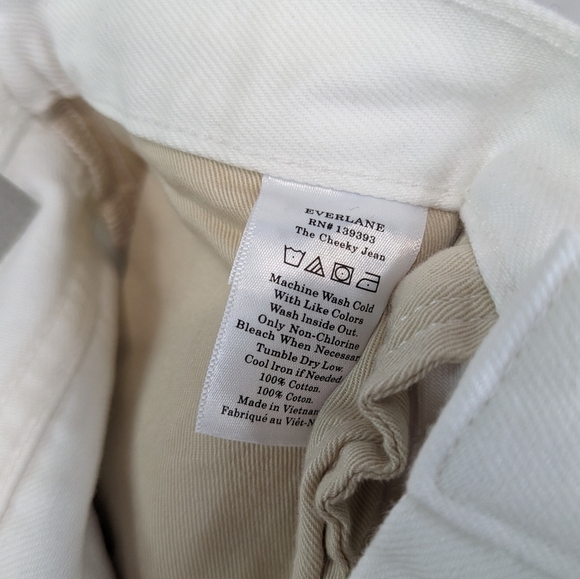 EVERLANE
RN# 139393
The Cheeky Jean
Machine Wash Cold
With Like Colors
Wash Inside Out.
Only Non-Chlorine
Bleach When Necessar
Tumble Dry Low.
Cool Iron if Needed
100% Cotton.
100% Coton.
Made in Vietnam
Fabriqué au Viêt-N